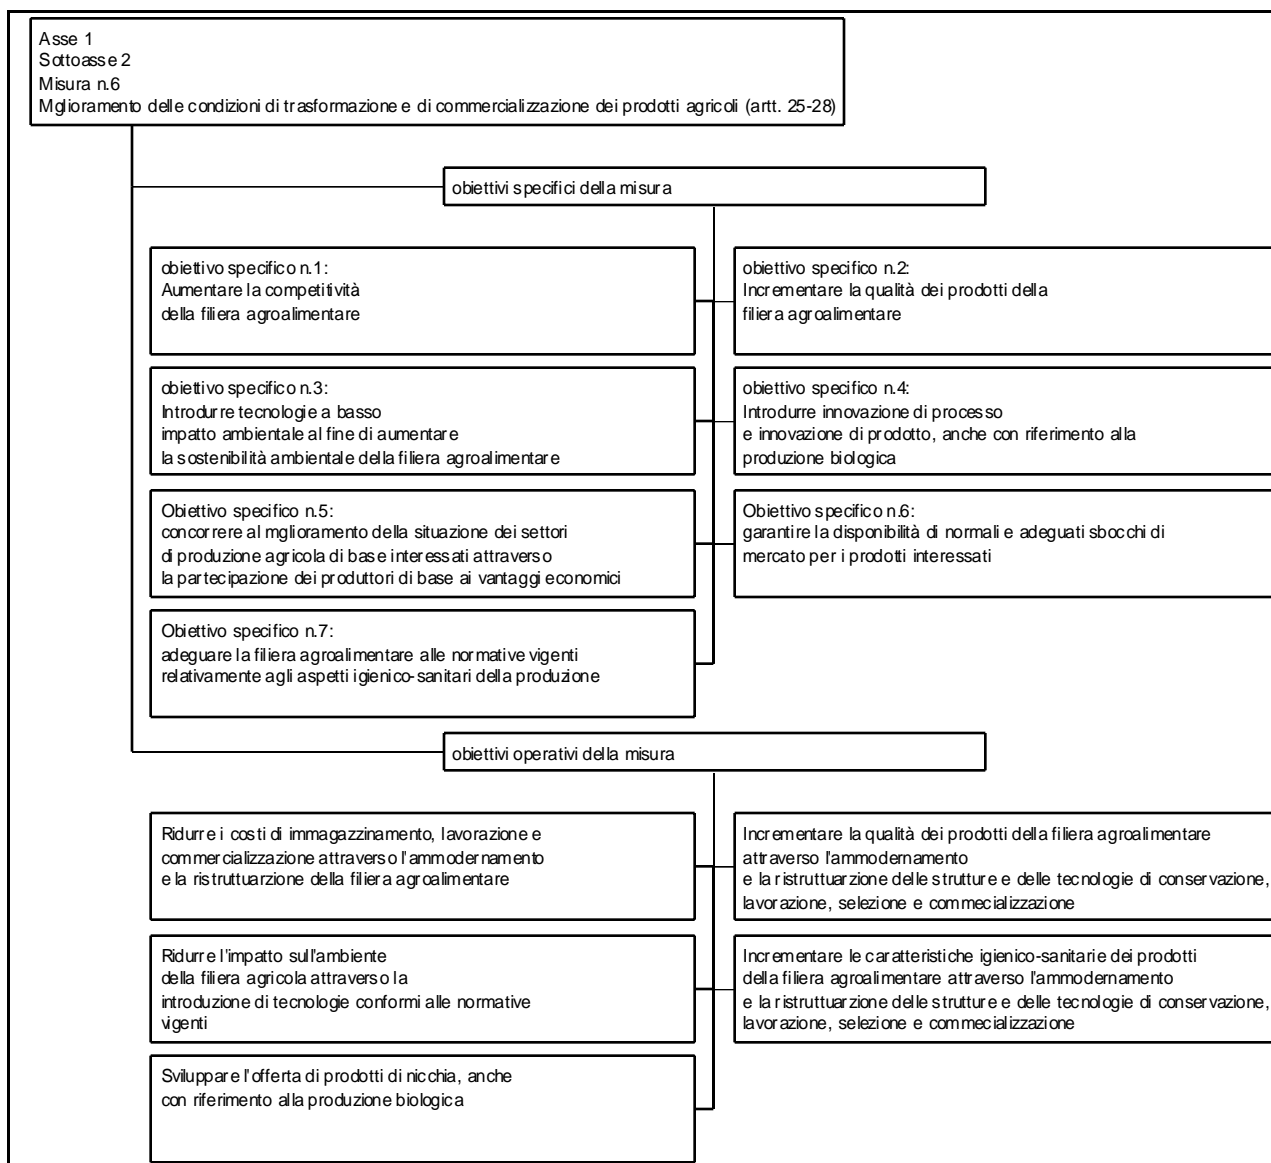 Asse 1
Sottoasse 2
Misura n.6
Mglioramento delle condizioni di trasformazione e di commercializzazione dei prodotti agricoli (artt. 25-28)
obiettivi specifici della misura
obiettivo specifico n.1:
Aumentare la competitività
della filiera agroalimentare
obiettivo specifico n.2:
Incrementare la qualità dei prodotti della
filiera agroalimentare
obiettivo specifico n.3:
Introdurre tecnologie a basso
impatto ambientale al fine di aumentare
la sostenibilità ambientale della filiera agroalimentare
obiettivo specifico n.4:
Introdurre innovazione di processo
e innovazione di prodotto, anche con riferimento alla
produzione biologica
Obiettivo specifico n.5:
concorrere al mglioramento della situazione dei settori
di produzione agricola di base interessati attraverso
la partecipazione dei produttori di base ai vantaggi economici
Obiettivo specifico n.6:
garantire la disponibilità di normali e adeguati sbocchi di
mercato per i prodotti interessati
Obiettivo specifico n.7:
adeguare la filiera agroalimentare alle normative vigenti
relativamente agli aspetti igienico-sanitari della produzione
obiettivi operativi della misura
Ridurre i costi di immagazzinamento, lavorazione e
commercializzazione attraverso l'ammodernamento
e la ristruttuarzione della filiera agroalimentare
Incrementare la qualità dei prodotti della filiera agroalimentare
attraverso l'ammodernamento
e la ristruttuarzione delle strutture e delle tecnologie di conservazione,
lavorazione, selezione e commecializzazione
Ridurre l'impatto sull'ambiente
della filiera agricola attraverso la
introduzione di tecnologie conformi alle normative
vigenti
Incrementare le caratteristiche igienico-sanitarie dei prodotti
della filiera agroalimentare attraverso l'ammodernamento
e la ristruttuarzione delle strutture e delle tecnologie di conservazione,
lavorazione, selezione e commecializzazione
Sviluppare l'offerta di prodotti di nicchia, anche
con riferimento alla produzione biologica